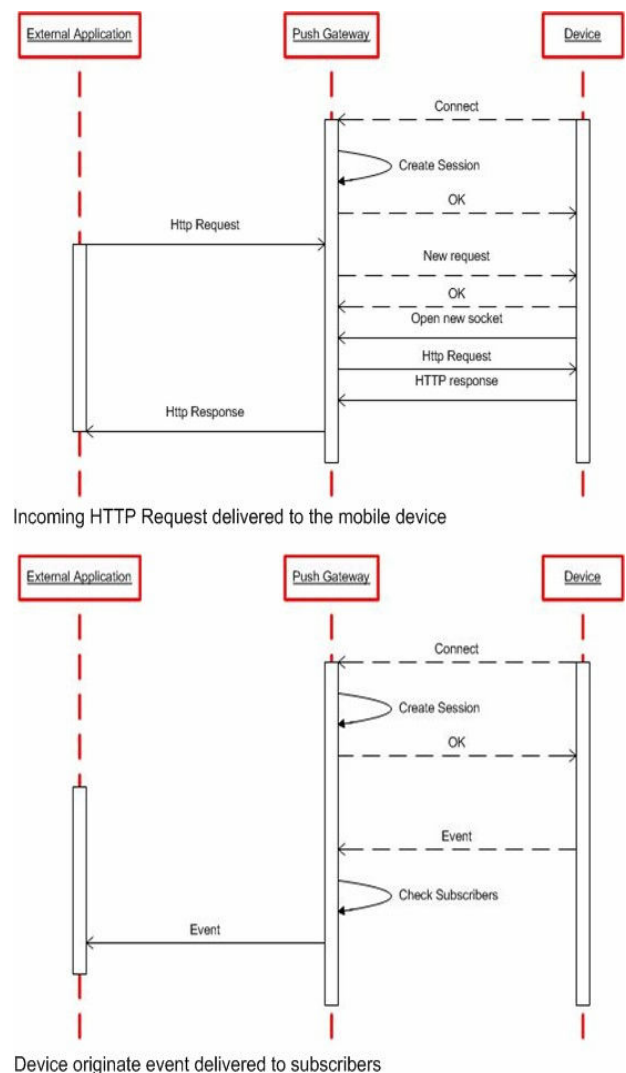 External Application
Push Gateway
Device
Connect
Create Session
OK
Http Request
New request
OK
Open new socket
Http Request
HTTP response
Http Response
Incoming HTTP Request delivered to the mobile device
External Application
Push Gateway
Device
Connect
Create Session
OK
Event
Check Subscribers
Event
Device originate event delivered to subscribers